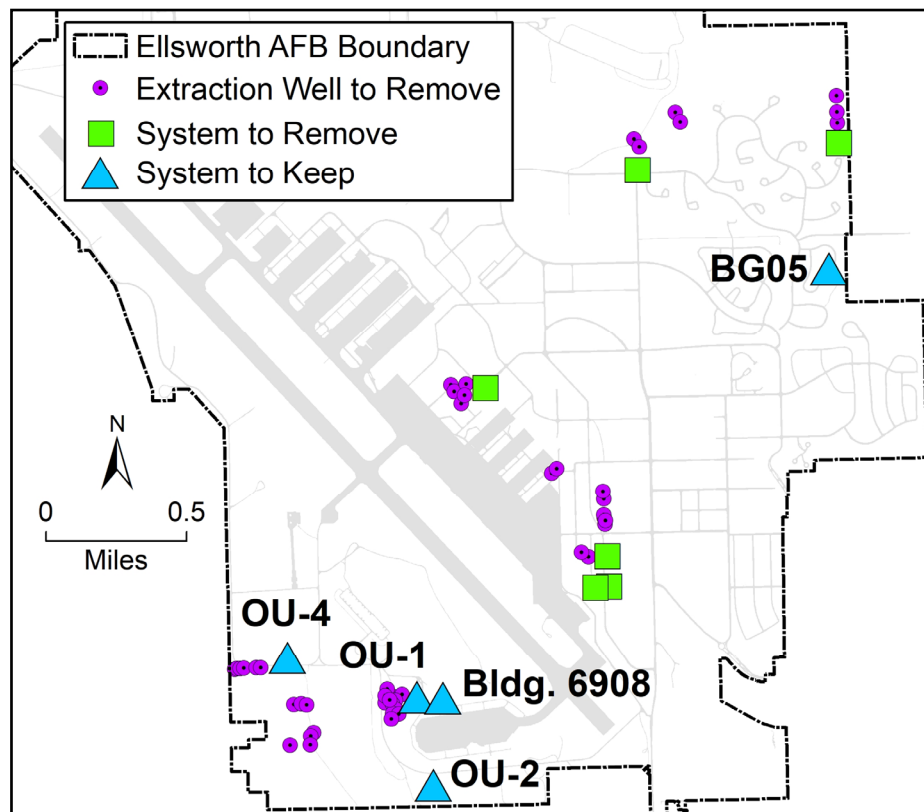 Ellsworth AFB Boundary
Extraction Well to Remove
System to Remove
System to Keep
BG05
N
0 0.5
Miles
OU-4
OU-1
Bldg. 6908
OU-2